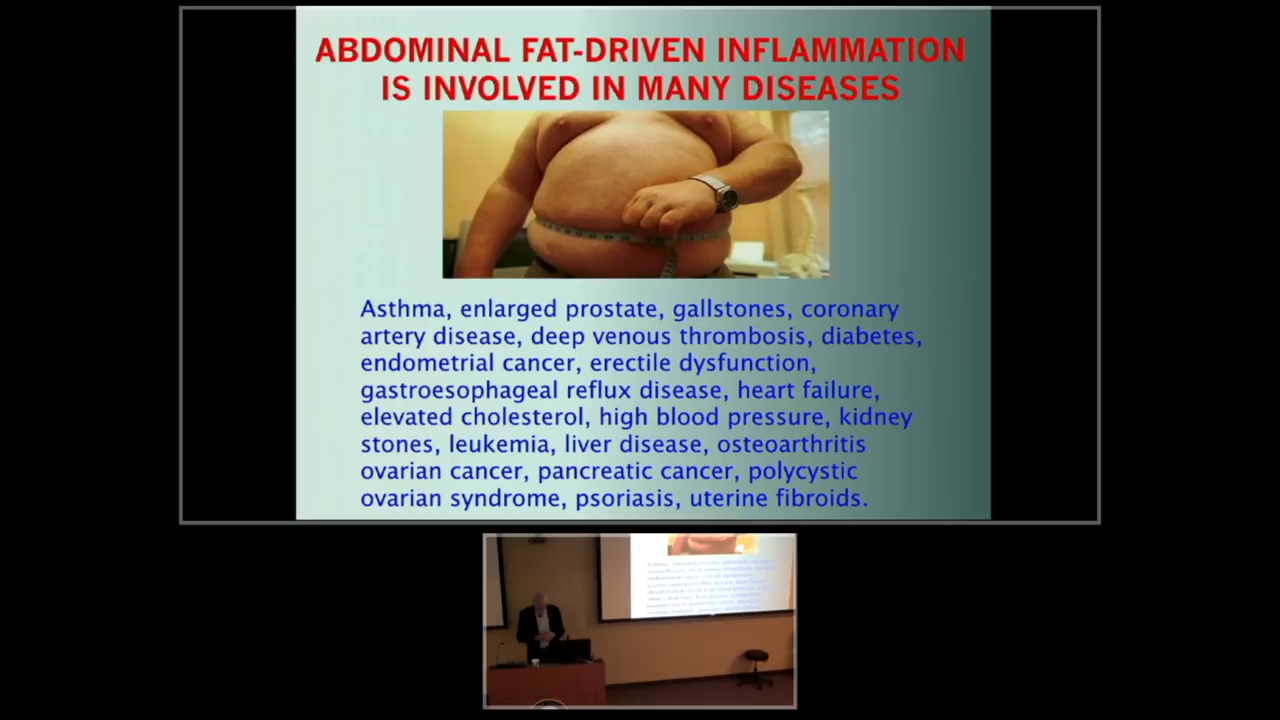 ABDOMINAL FAT-DRIVEN INFLAMMATION
IS INVOLVED IN MANY DISEASES
Asthma, enlarged prostate, gallstones, coronary
artery disease, deep venous thrombosis, diabetes,
endometrial cancer, erectile dysfunction,
gastroesophageal reflux disease, heart failure,
elevated cholesterol, high blood pressure, kidney
stones, leukemia, liver disease, osteoarthritis
ovarian cancer, pancreatic cancer, polycystic
ovarian syndrome, psoriasis, uterine fibroids.